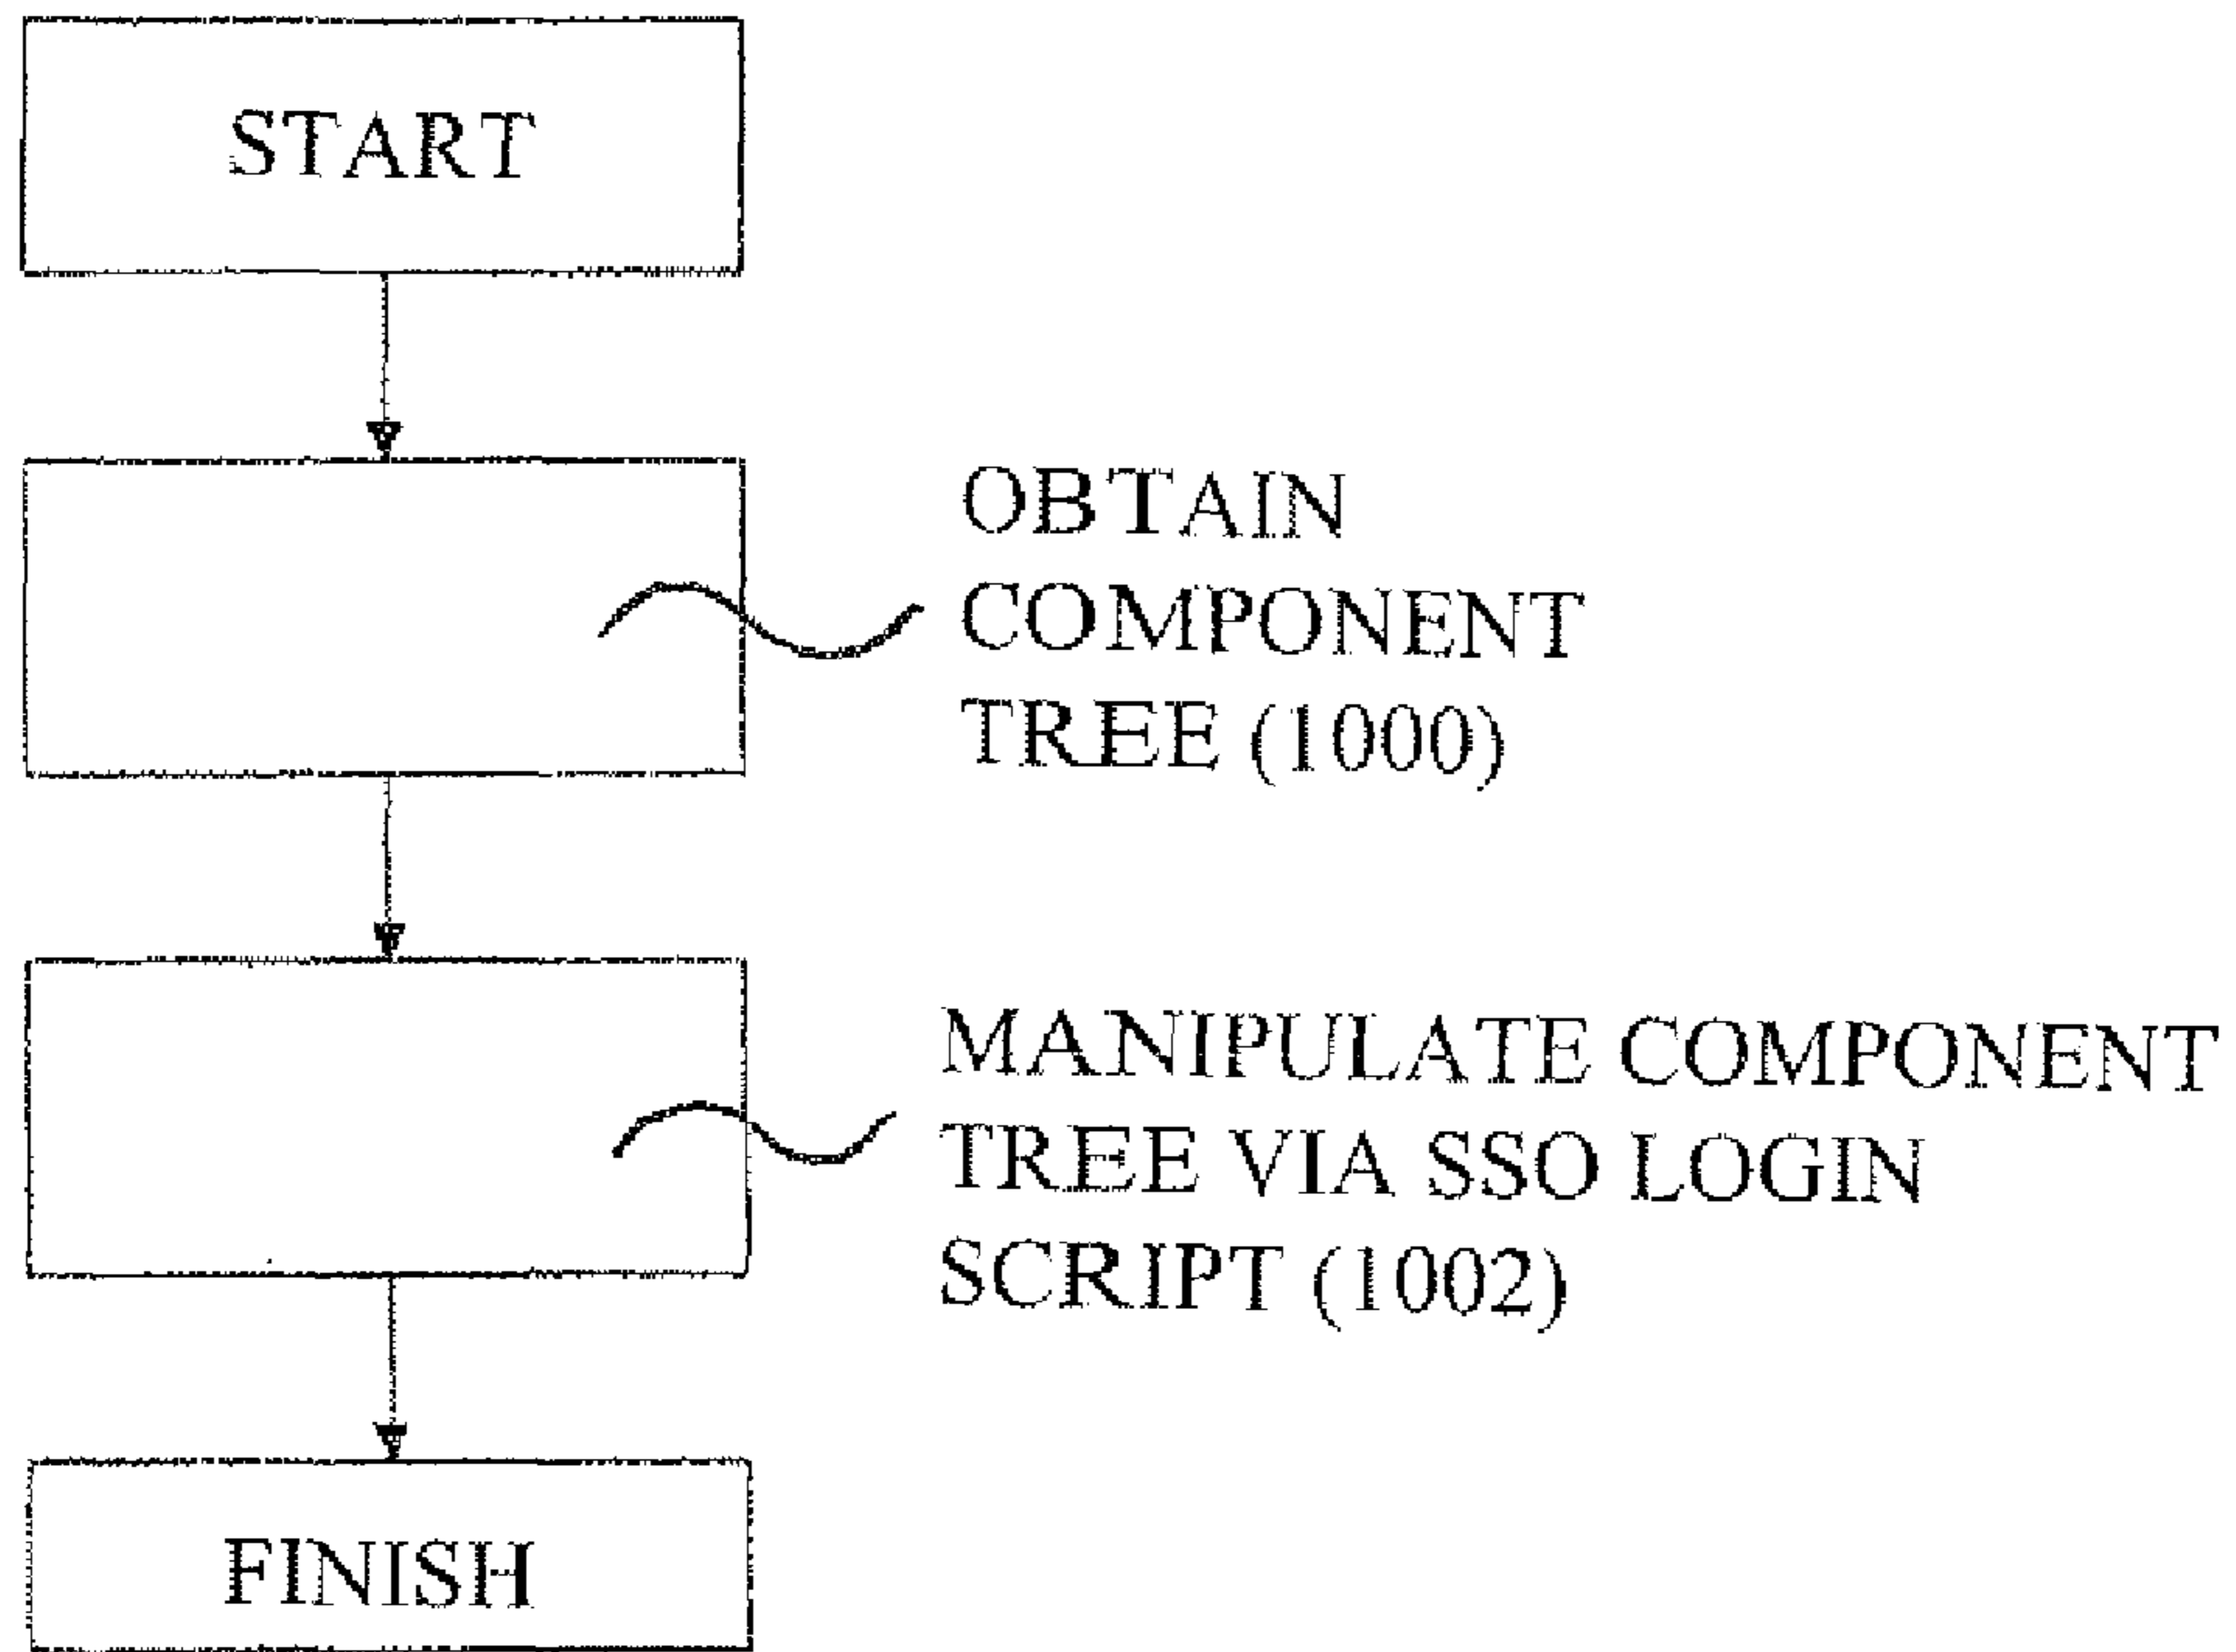 START
OBTAIN
COMPONENT
TREE (1000)
MANIPULATE COMPONENT
TREE VIA SSO LOGIN
SCRIPT (1002)
FINISH